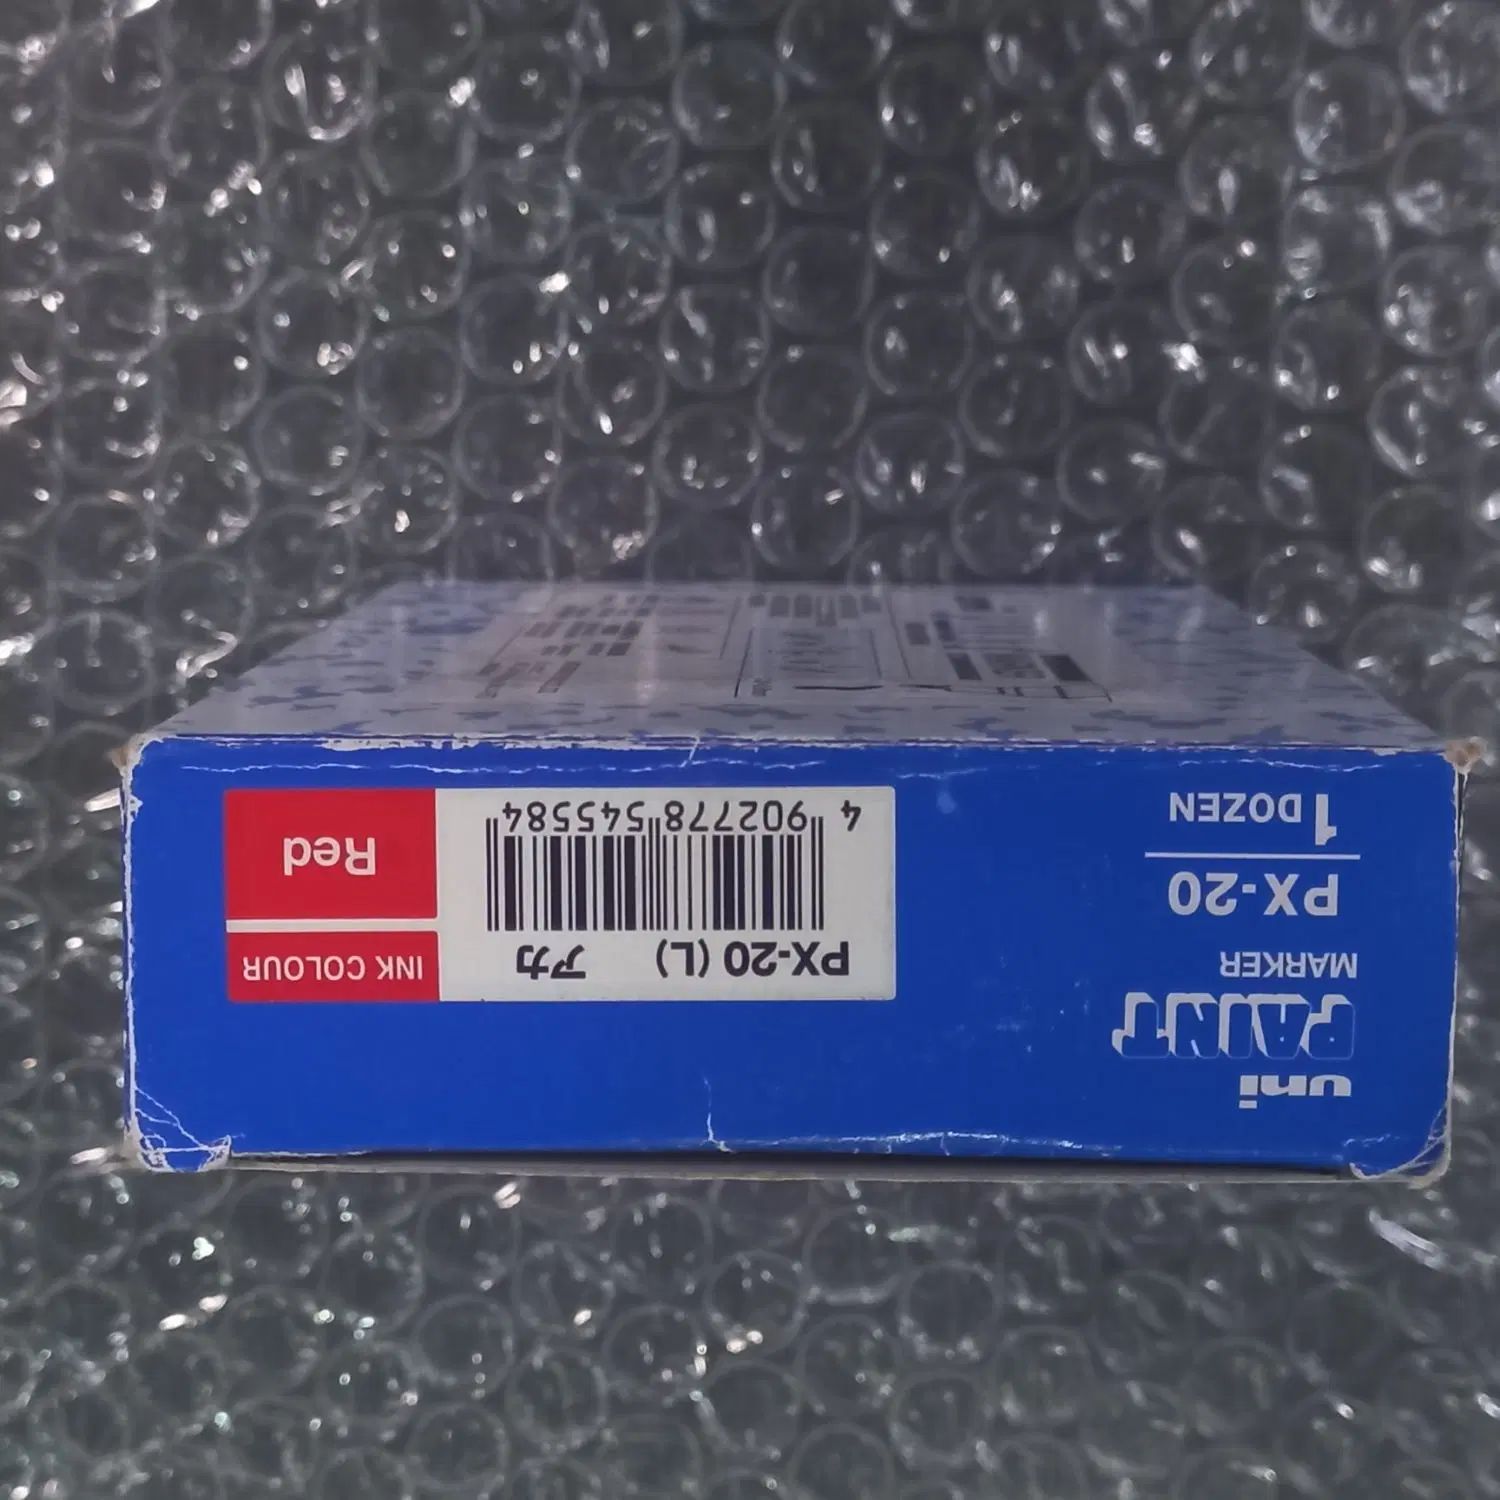 uni
PAINT
MARKER
PX-20
1 DOZEN
PX-20 (L) アカ
4 902778 545584
INK COLOUR
Red